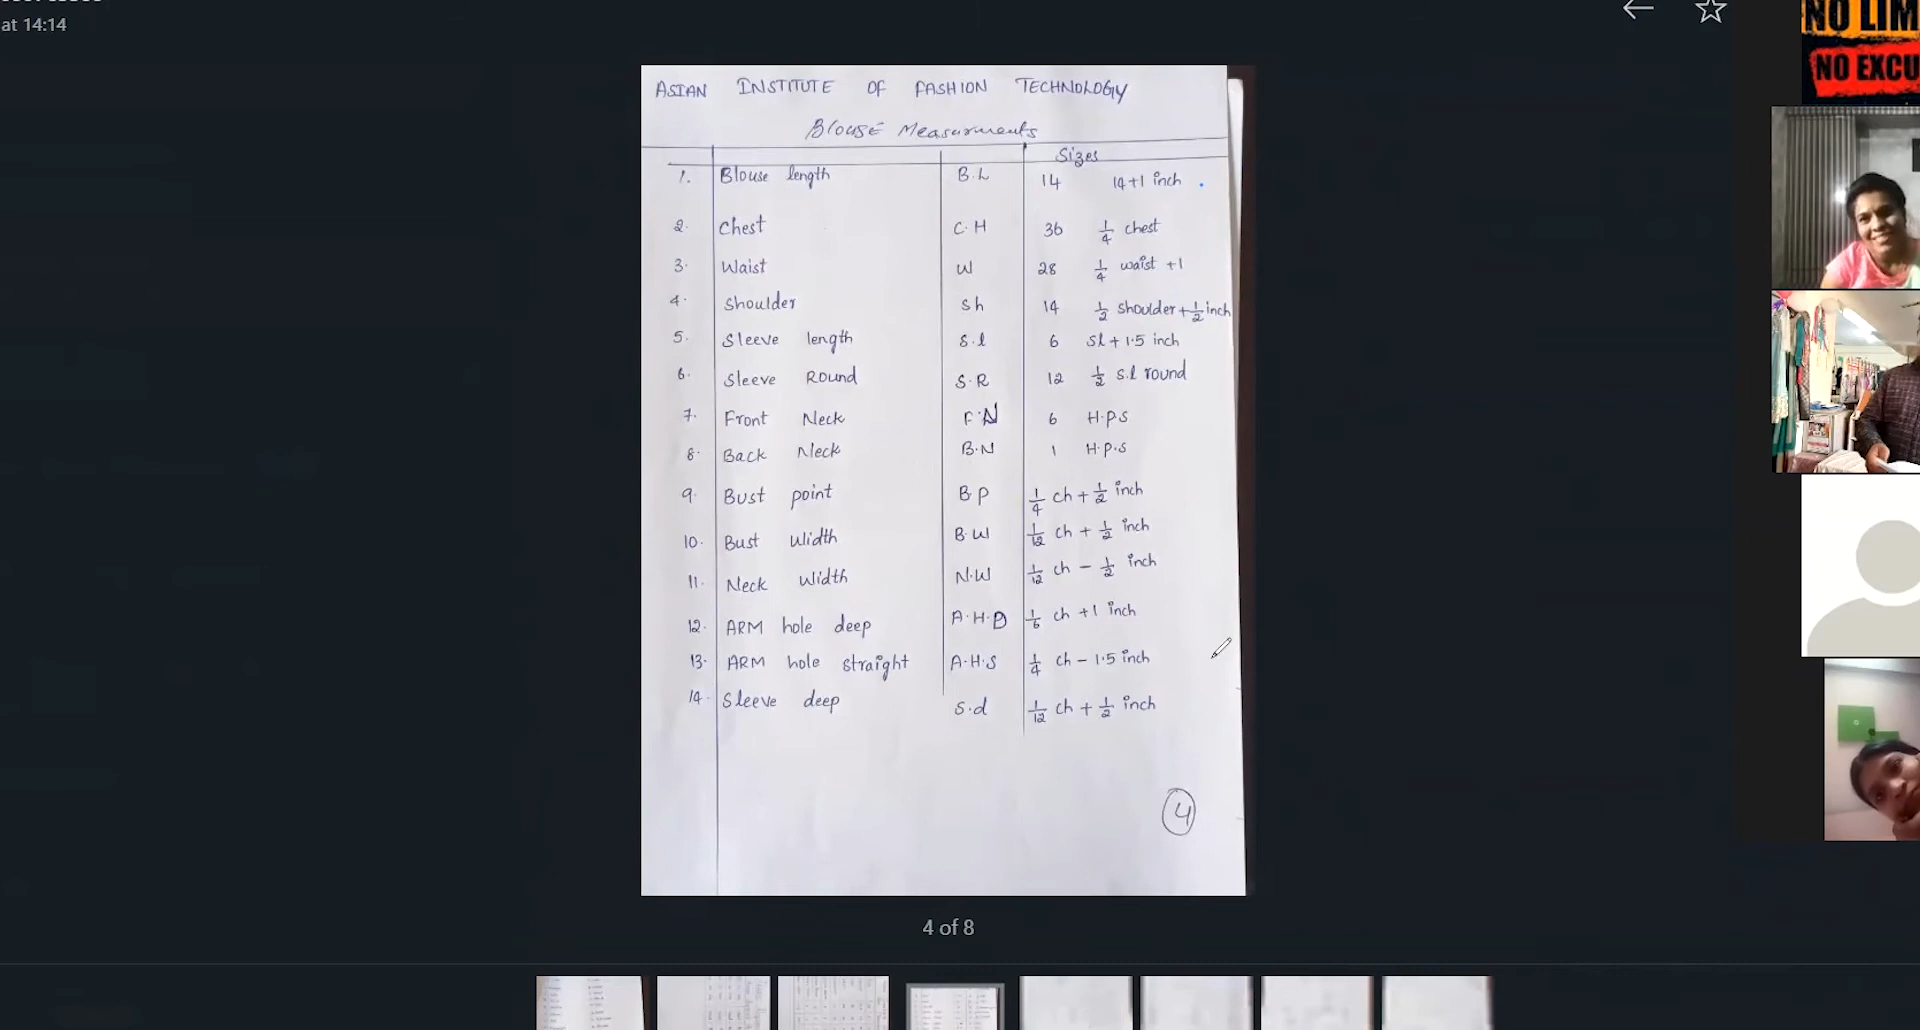 at 14:14
NO LIM
NO EXCU
ASIAN INSTITUTE OF FASHION TECHNOLOGY
Blouse Measurments
Sizes
1. Blouse length B.L 14 14+1 inch
2. Chest C.H 36 1/4 chest
3. Waist W 28 1/4 waist +1
4. Shoulder Sh 14 1/2 shoulder+1/2 inch
5. Sleeve length S.l 6 Sl + 1.5 inch
6. Sleeve Round S.R 12 1/2 S.l round
7. Front Neck F.N 6 H.P.S
8. Back Neck B.N 1 H.P.S
9. Bust point B.P 1/4 ch + 1/2 inch
10. Bust Width B.W 1/12 ch + 1/2 inch
11. Neck Width N.W 1/12 ch - 1/2 inch
12. ARM hole deep A.H.D 1/6 ch +1 inch
13. ARM hole straight A.H.S 1/4 ch - 1.5 inch
14. Sleeve deep S.d 1/12 ch + 1/2 inch
4
4 of 8